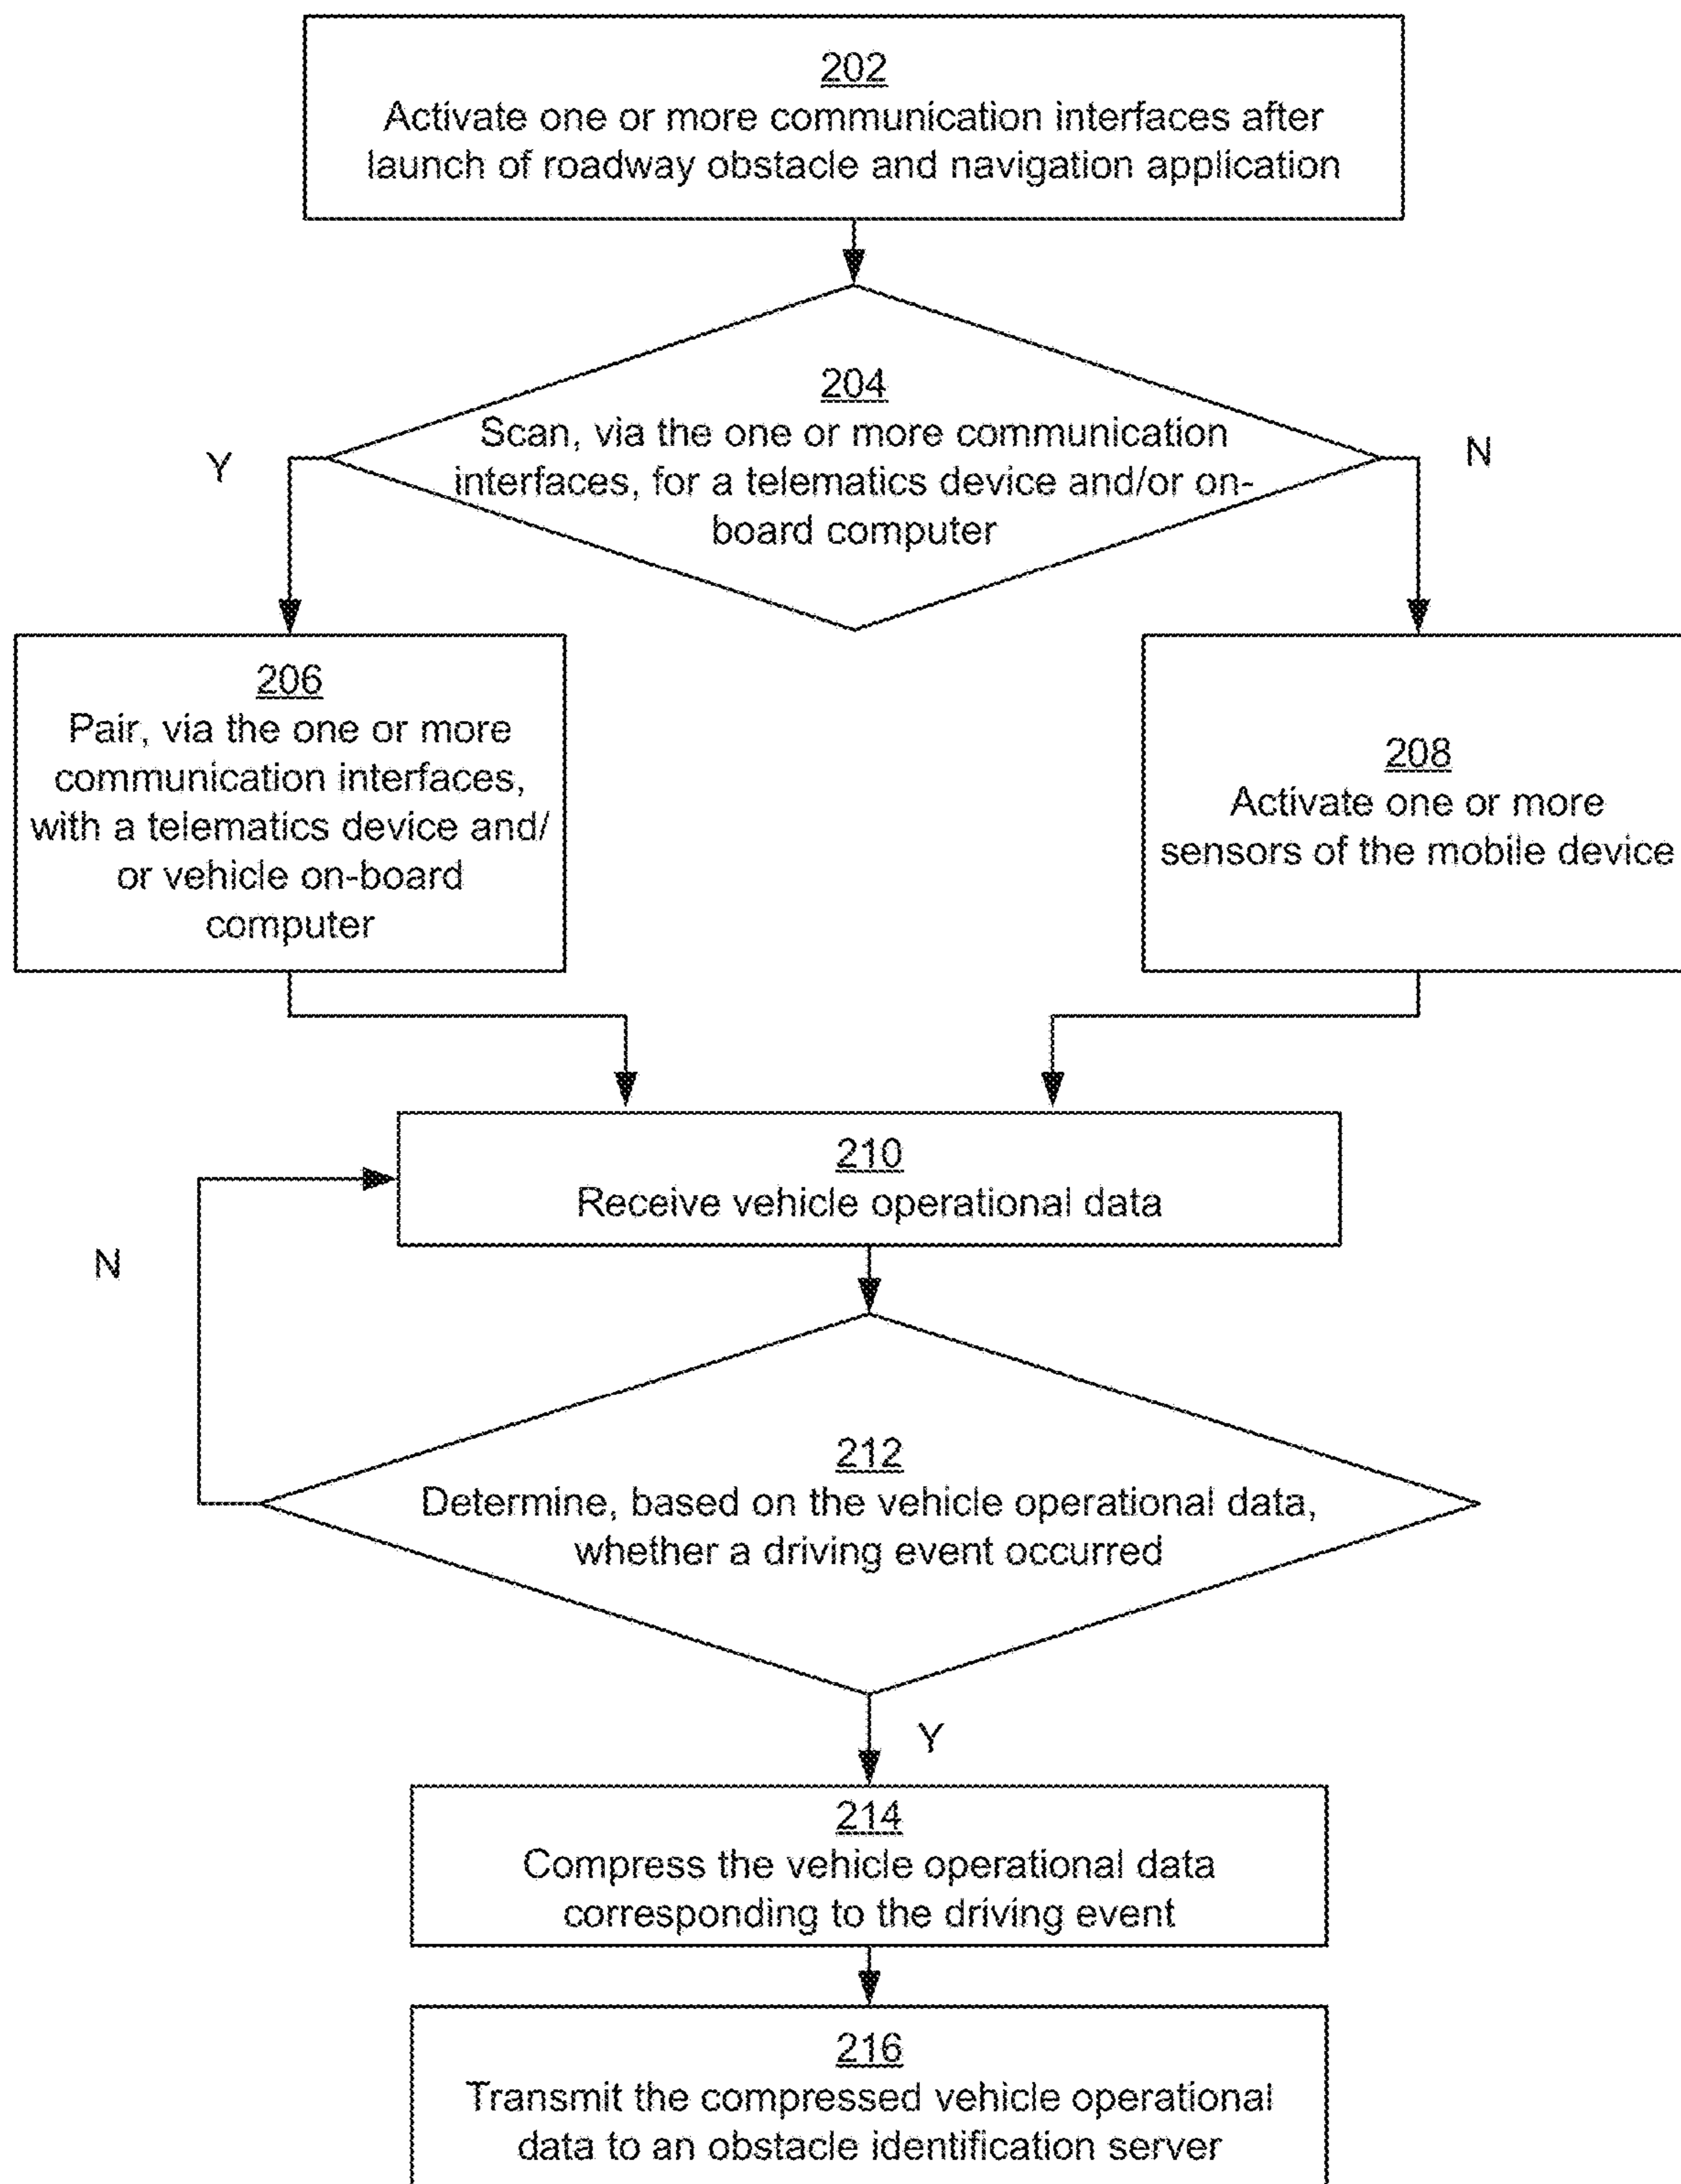 202
Activate one or more communication interfaces after
launch of roadway obstacle and navigation application
204
Scan, via the one or more communication
interfaces, for a telematics device and/or on-
board computer
Y
N
206
Pair, via the one or more
communication interfaces,
with a telematics device and/
or vehicle on-board
computer
208
Activate one or more
sensors of the mobile device
210
Receive vehicle operational data
N
212
Determine, based on the vehicle operational data,
whether a driving event occurred
Y
214
Compress the vehicle operational data
corresponding to the driving event
216
Transmit the compressed vehicle operational
data to an obstacle identification server